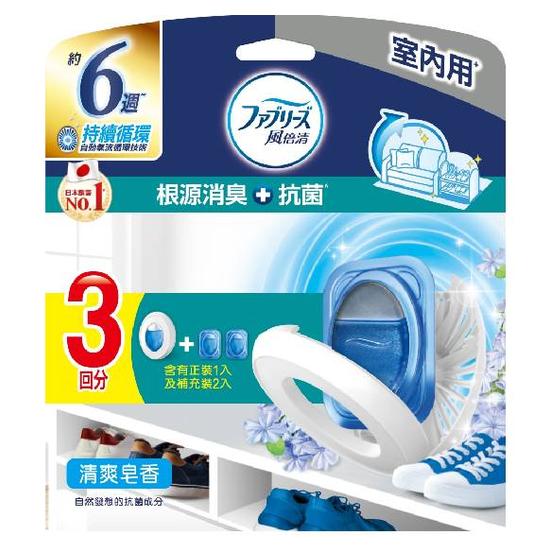 約
6週~
持續循環
自動氣流循環技術
室內用+
ファブリーズ
風倍清
日本販售
NO.1
根源消臭+抗菌^
3
回分
+
含有正裝1入
及補充裝2入
清爽皂香
自然發想的抗菌成分